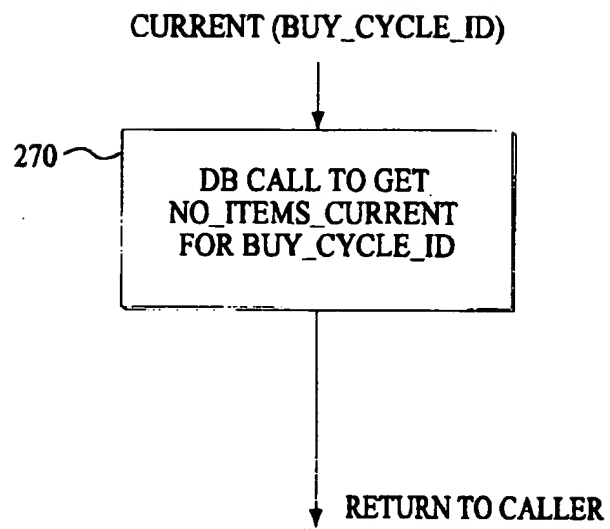 CURRENT (BUY_CYCLE_ID)
270
DB CALL TO GET
NO_ITEMS_CURRENT
FOR BUY_CYCLE_ID
RETURN TO CALLER